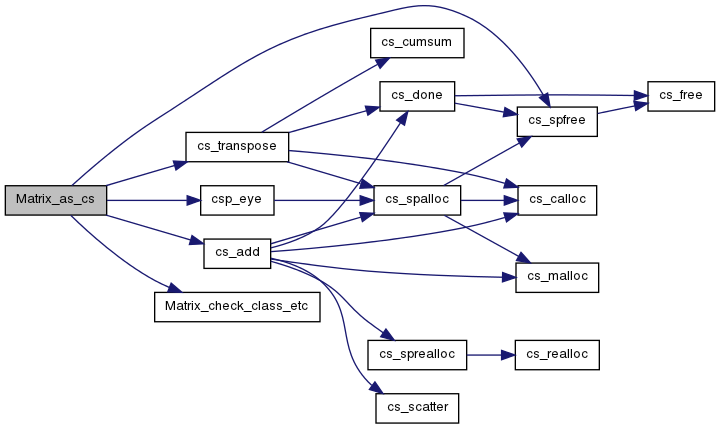 cs_cumsum
cs_done
cs_free
cs_spfree
cs_transpose
Matrix_as_cs
csp_eye
cs_spalloc
cs_calloc
cs_add
cs_malloc
Matrix_check_class_etc
cs_sprealloc
cs_realloc
cs_scatter